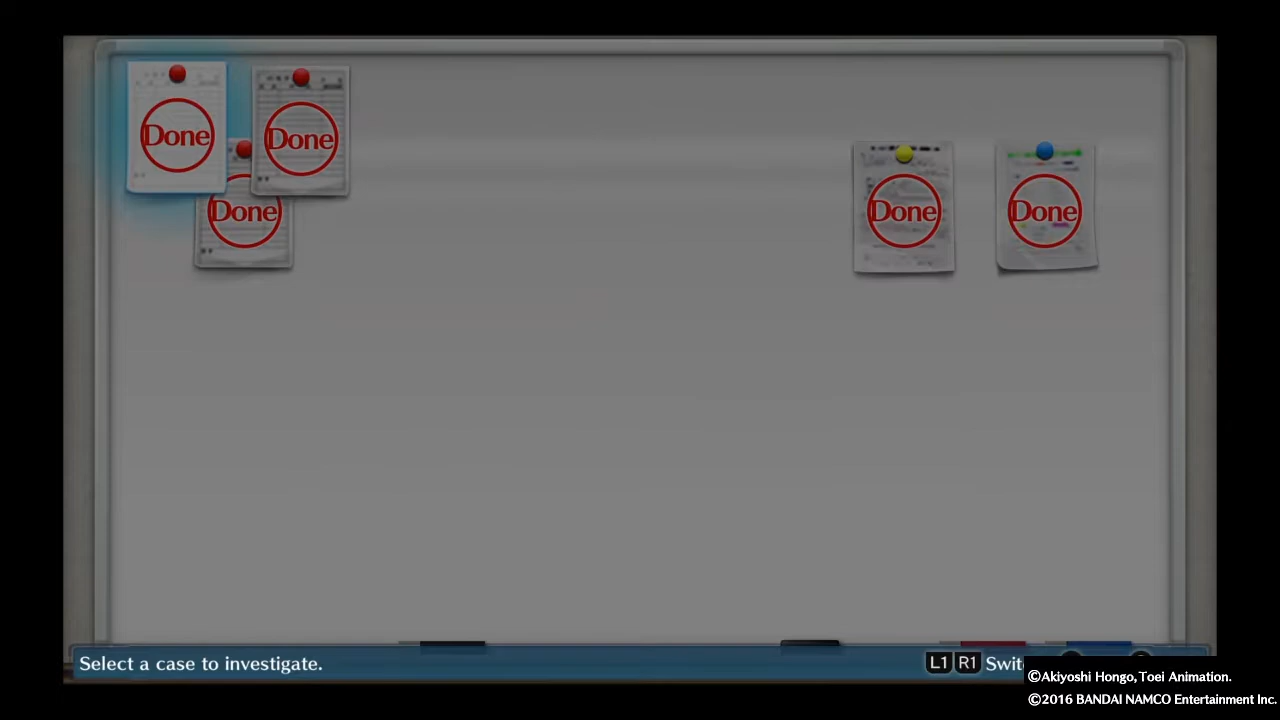 Done
Done
Done
Done
Done
Select a case to investigate.
L1 R1
©Akiyoshi Hongo, Toei Animation.
©2016 BANDAI NAMCO Entertainment Inc.